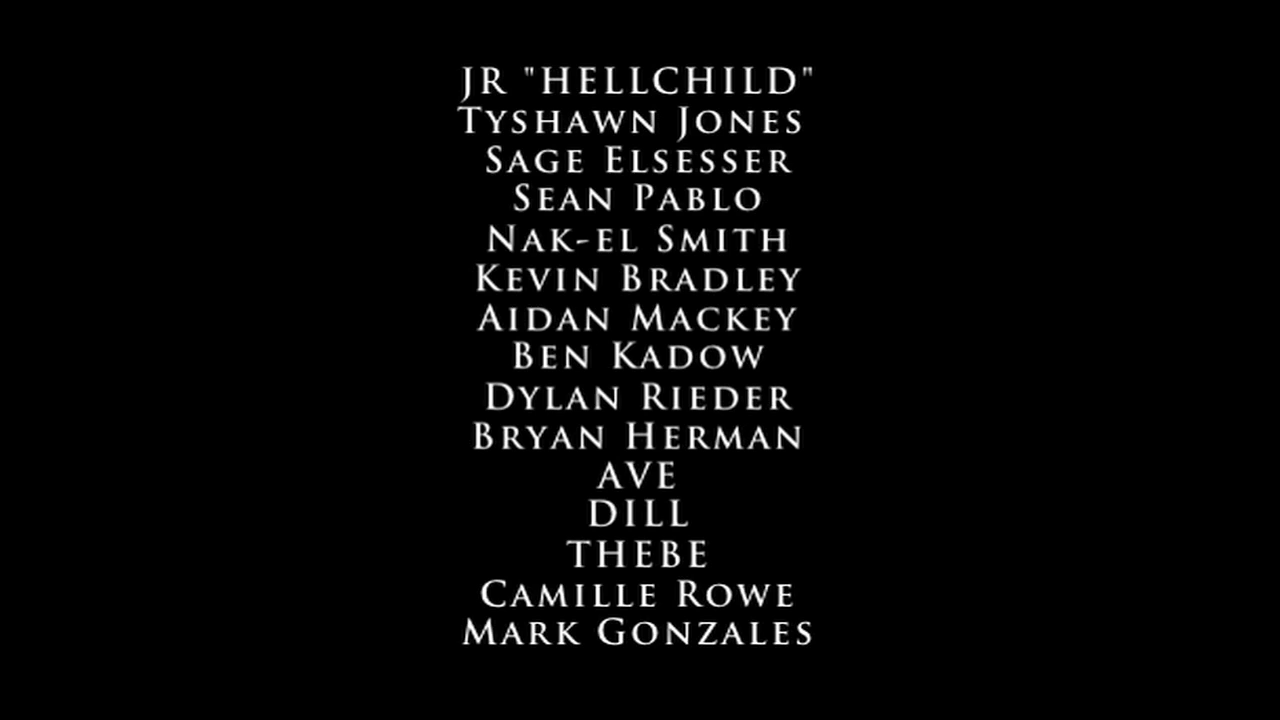 JR "HELLCHILD"
Tyshawn Jones
Sage Elsesser
Sean Pablo
Nak-el Smith
Kevin Bradley
Aidan Mackey
Ben Kadow
Dylan Rieder
Bryan Herman
AVE
DILL
THEBE
Camille Rowe
Mark Gonzales